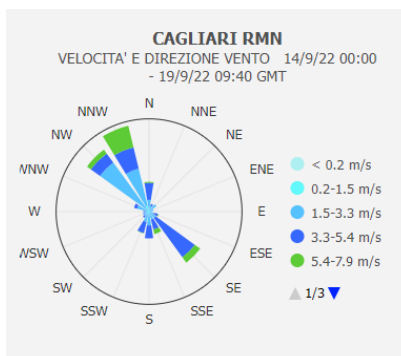 CAGLIARI RMN
VELOCITA' E DIREZIONE VENTO 14/9/22 00:00
- 19/9/22 09:40 GMT
N
NNW
NNE
NW
NE
WNW
ENE
W
E
WSW
ESE
SW
SE
SSW
SSE
S
< 0.2 m/s
0.2-1.5 m/s
1.5-3.3 m/s
3.3-5.4 m/s
5.4-7.9 m/s
1/3